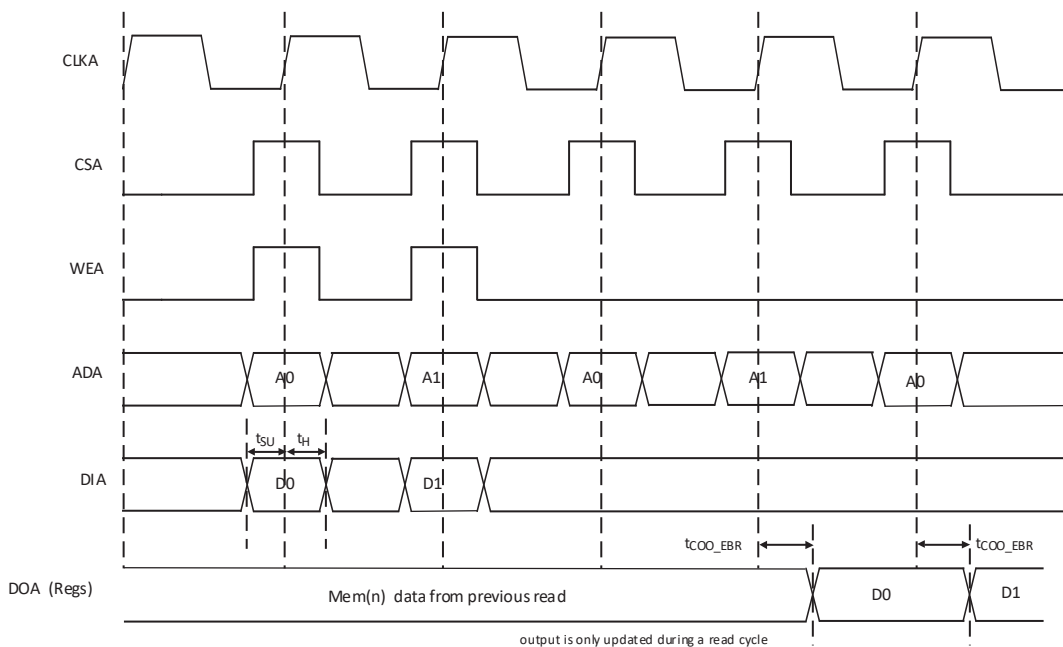 CLKA
CSA
WEA
ADA
A0
A1
A0
A1
A0
tSU
tH
DIA
D0
D1
tCOO_EBR
tCOO_EBR
DOA (Regs)
Mem(n) data from previous read
D0
D1
output is only updated during a read cycle